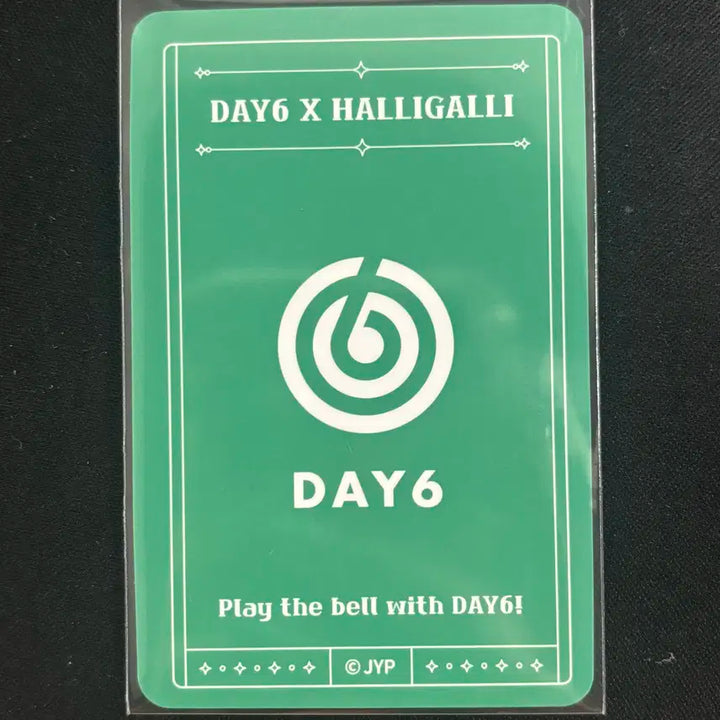 DAY6 X HALLIGALLI
DAY6
Play the bell with DAY6!
©JYP